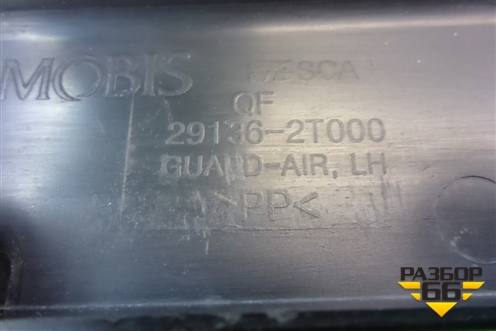 MOBIS
QF
29136-2T000
GUARD-AIR, LH
>PP<
РАЗБОР
66